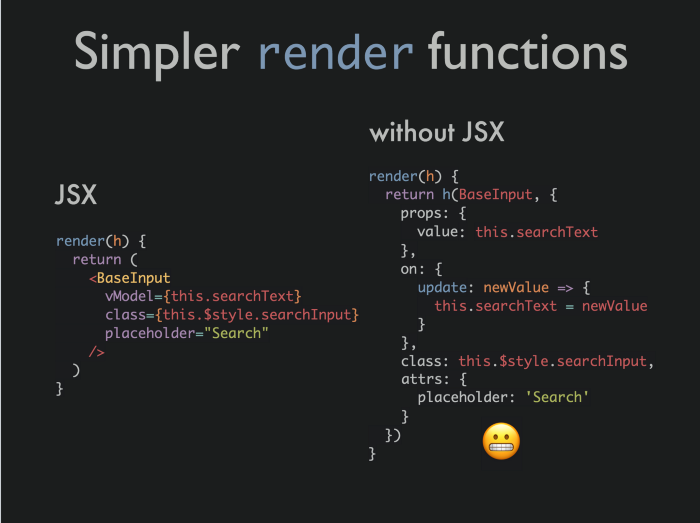 Simpler render functions
JSX
render(h) {
  return (
    <BaseInput
      vModel={this.searchText}
      class={this.$style.searchInput}
      placeholder="Search"
    />
  )
}
without JSX
render(h) {
  return h(BaseInput, {
    props: {
      value: this.searchText
    },
    on: {
      update: newValue => {
        this.searchText = newValue
      }
    },
    class: this.$style.searchInput,
    attrs: {
      placeholder: 'Search'
    }
  })
}